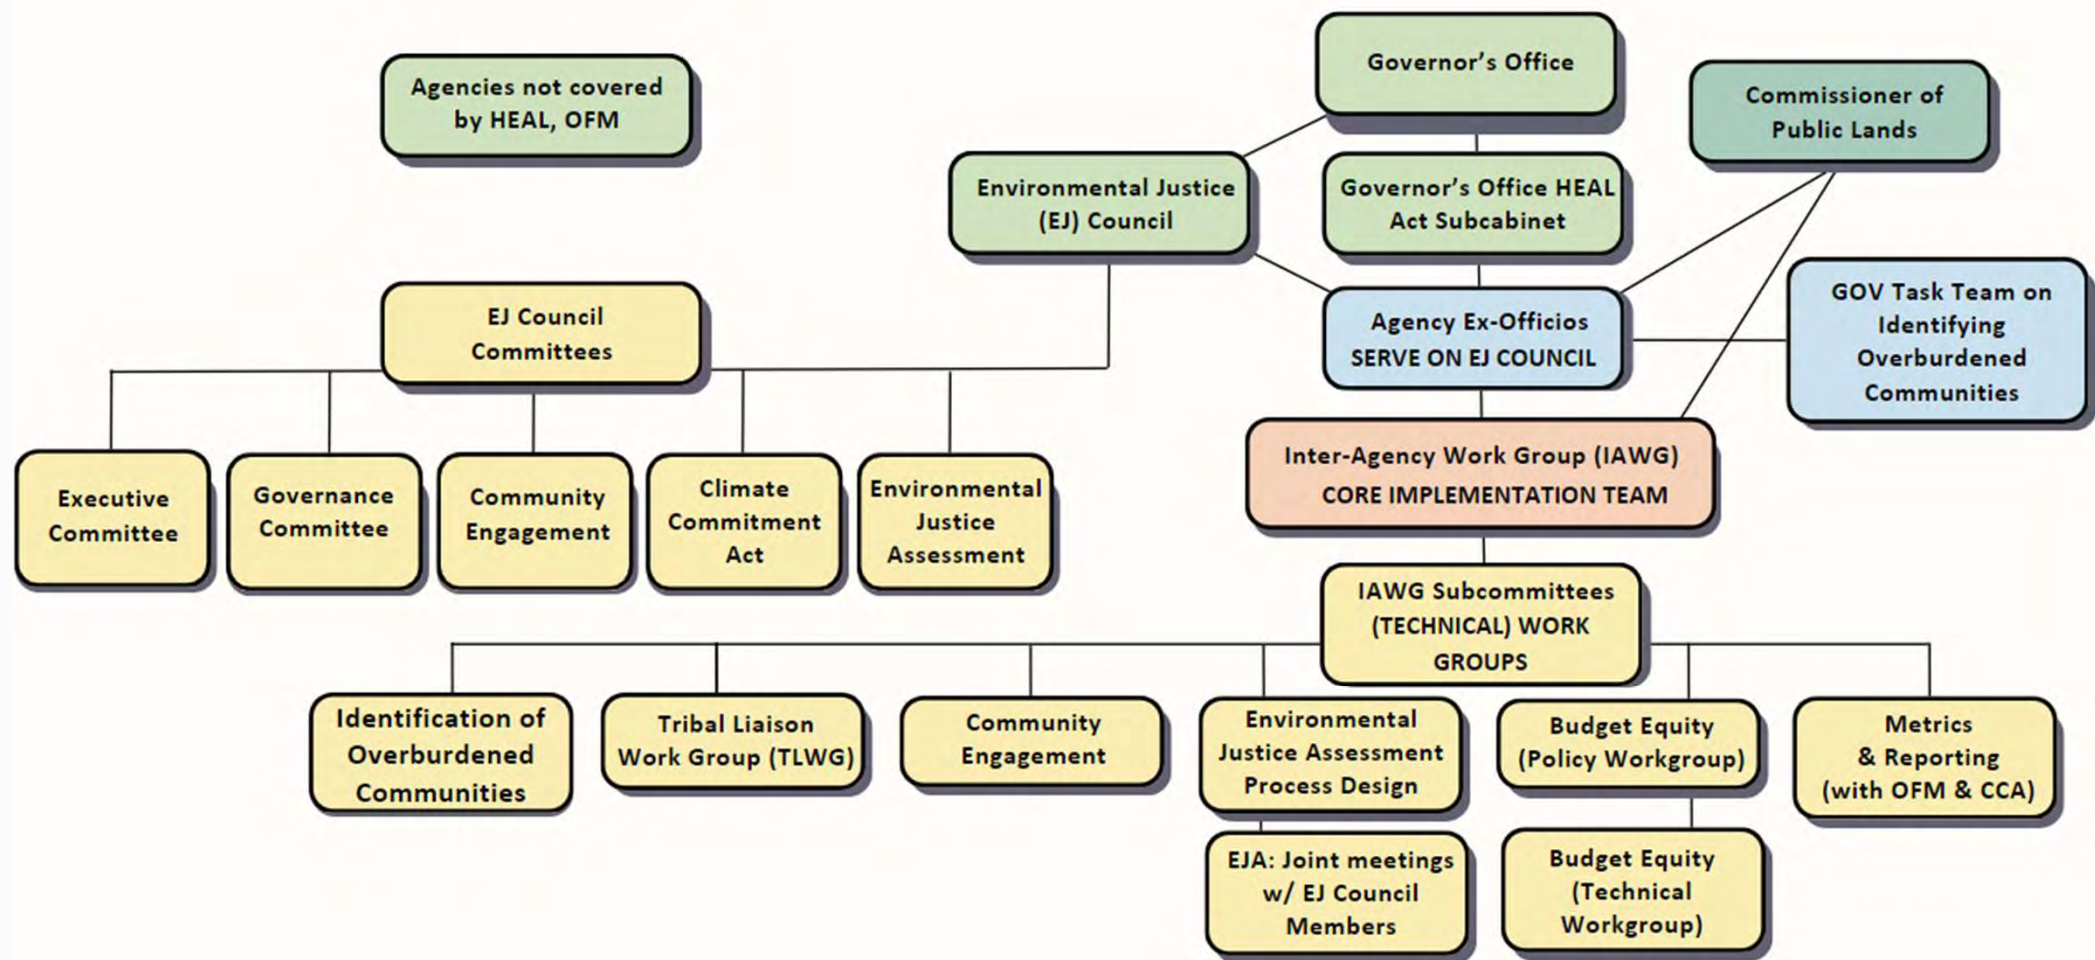 Agencies not covered
by HEAL, OFM
Governor's Office
Commissioner of
Public Lands
Environmental Justice
(EJ) Council
Governor's Office HEAL
Act Subcabinet
EJ Council
Committees
Agency Ex-Officios
SERVE ON EJ COUNCIL
GOV Task Team on
Identifying
Overburdened
Communities
Executive
Committee
Governance
Committee
Community
Engagement
Climate
Commitment
Act
Environmental
Justice
Assessment
Inter-Agency Work Group (IAWG)
CORE IMPLEMENTATION TEAM
IAWG Subcommittees
(TECHNICAL) WORK
GROUPS
Identification of
Overburdened
Communities
Tribal Liaison
Work Group (TLWG)
Community
Engagement
Environmental
Justice Assessment
Process Design
Budget Equity
(Policy Workgroup)
Metrics
& Reporting
(with OFM & CCA)
EJA: Joint meetings
w/ EJ Council
Members
Budget Equity
(Technical
Workgroup)